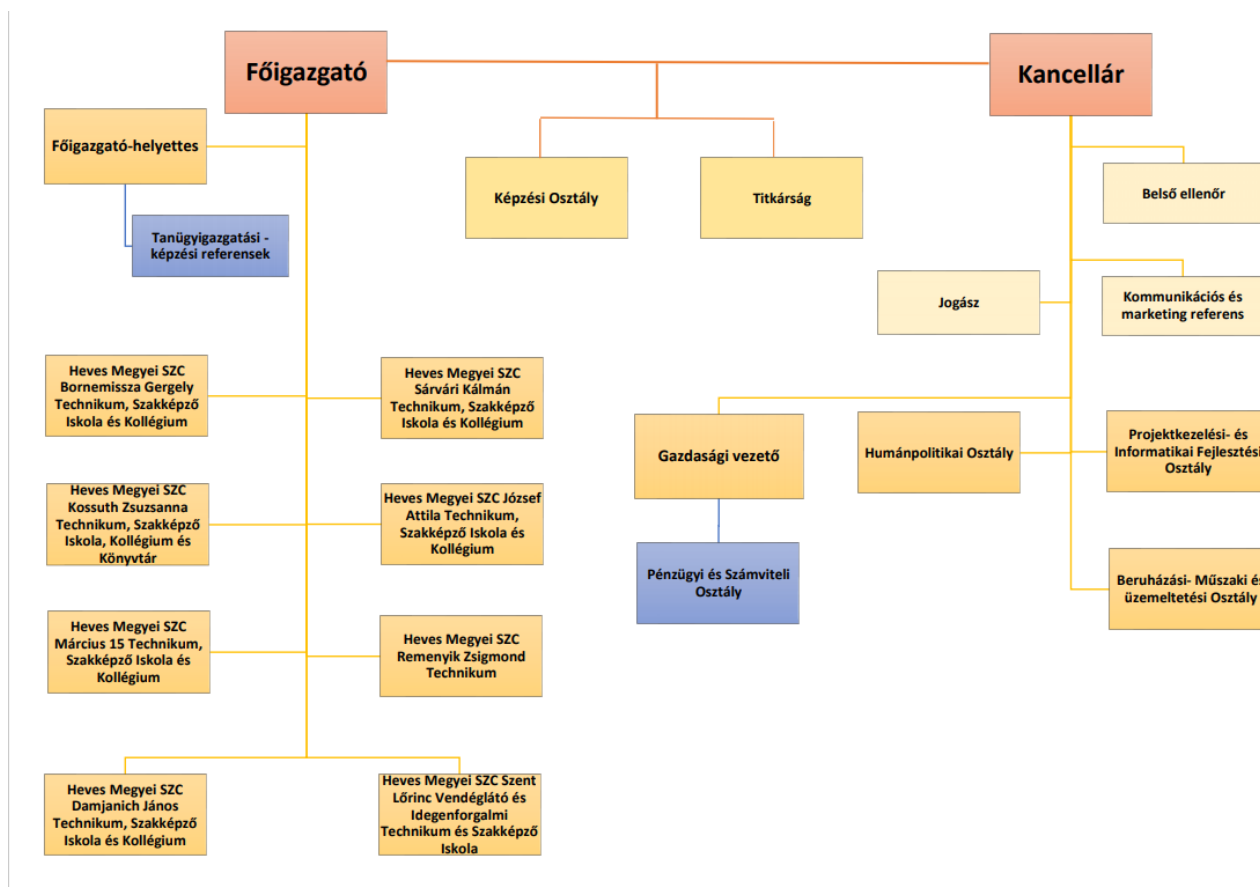 Főigazgató
Kancellár
Főigazgató-helyettes
Képzési Osztály
Titkárság
Belső ellenőr
Tanügyigazgatási -
képzési referensek
Jogász
Kommunikációs és
marketing referens
Heves Megyei SZC
Bornemissza Gergely
Technikum, Szakképző
Iskola és Kollégium
Heves Megyei SZC
Sárvári Kálmán
Technikum, Szakképző
Iskola és Kollégium
Gazdasági vezető
Humánpolitikai Osztály
Projektkezelési- és
Informatikai Fejlesztési
Osztály
Heves Megyei SZC
Kossuth Zsuzsanna
Technikum, Szakképző
Iskola, Kollégium és
Könyvtár
Heves Megyei SZC József
Attila Technikum,
Szakképző Iskola és
Kollégium
Pénzügyi és Számviteli
Osztály
Beruházási- Műszaki és
üzemeltetési Osztály
Heves Megyei SZC
Március 15 Technikum,
Szakképző Iskola és
Kollégium
Heves Megyei SZC
Remenyik Zsigmond
Technikum
Heves Megyei SZC
Damjanich János
Technikum, Szakképző
Iskola és Kollégium
Heves Megyei SZC Szent
Lőrinc Vendéglátó és
Idegenforgalmi
Technikum és Szakképző
Iskola